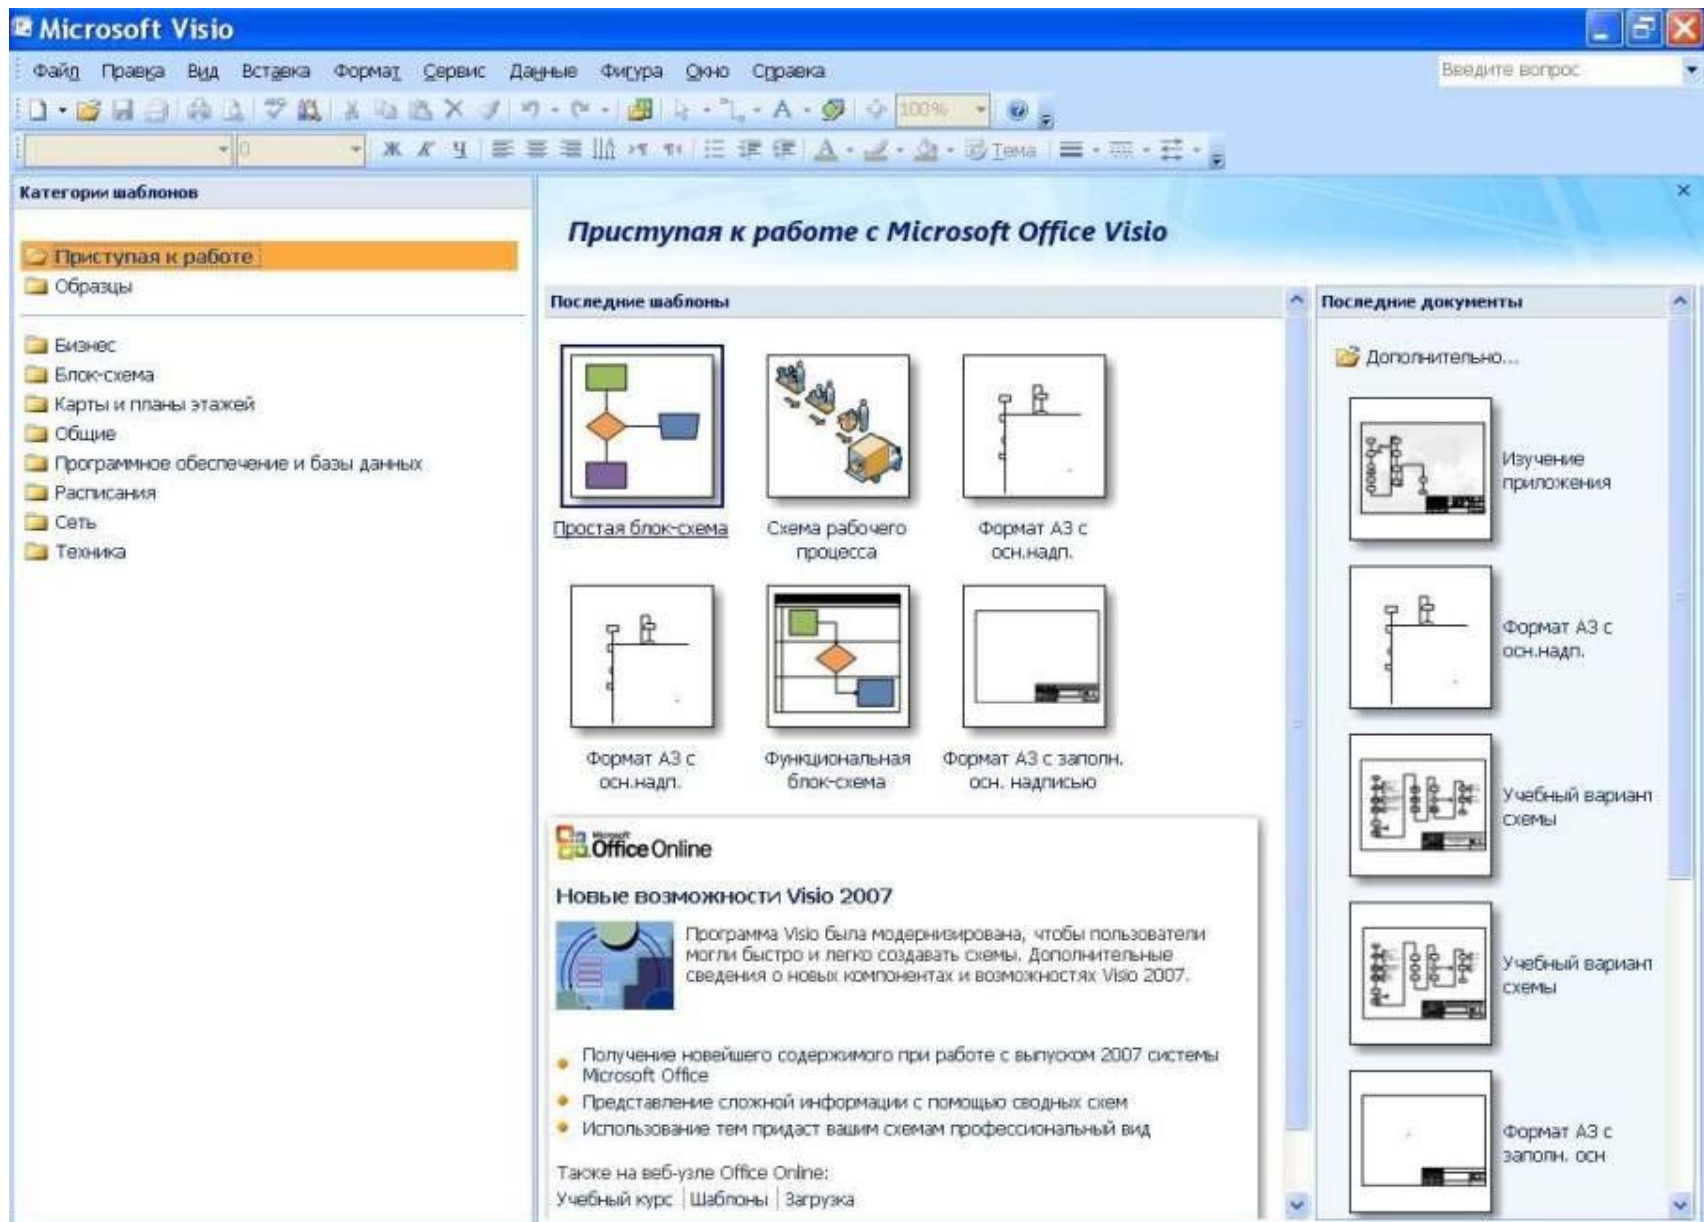 Microsoft Visio
Файл Правка Вид Вставка Формат Сервис Данные Фигура Окно Справка
Введите вопрос
100%
0
Ж К Ч
Тема
Категории шаблонов
Приступая к работе
Образцы
Бизнес
Блок-схема
Карты и планы этажей
Общие
Программное обеспечение и базы данных
Расписания
Сеть
Техника
Приступая к работе с Microsoft Office Visio
Последние шаблоны
Простая блок-схема
Схема рабочего
процесса
Формат А3 с
осн.надп.
Формат А3 с
осн.надп.
Функциональная
блок-схема
Формат А3 с заполн.
осн. надписью
Microsoft
Office Online
Новые возможности Visio 2007
Программа Visio была модернизирована, чтобы пользователи
могли быстро и легко создавать схемы. Дополнительные
сведения о новых компонентах и возможностях Visio 2007.
Получение новейшего содержимого при работе с выпуском 2007 системы
Microsoft Office
Представление сложной информации с помощью сводных схем
Использование тем придаст вашим схемам профессиональный вид
Также на веб-узле Office Online:
Учебный курс | Шаблоны | Загрузка
Последние документы
Дополнительно...
Изучение
приложения
Формат А3 с
осн.надп.
Учебный вариант
схемы
Учебный вариант
схемы
Формат А3 с
заполн. осн